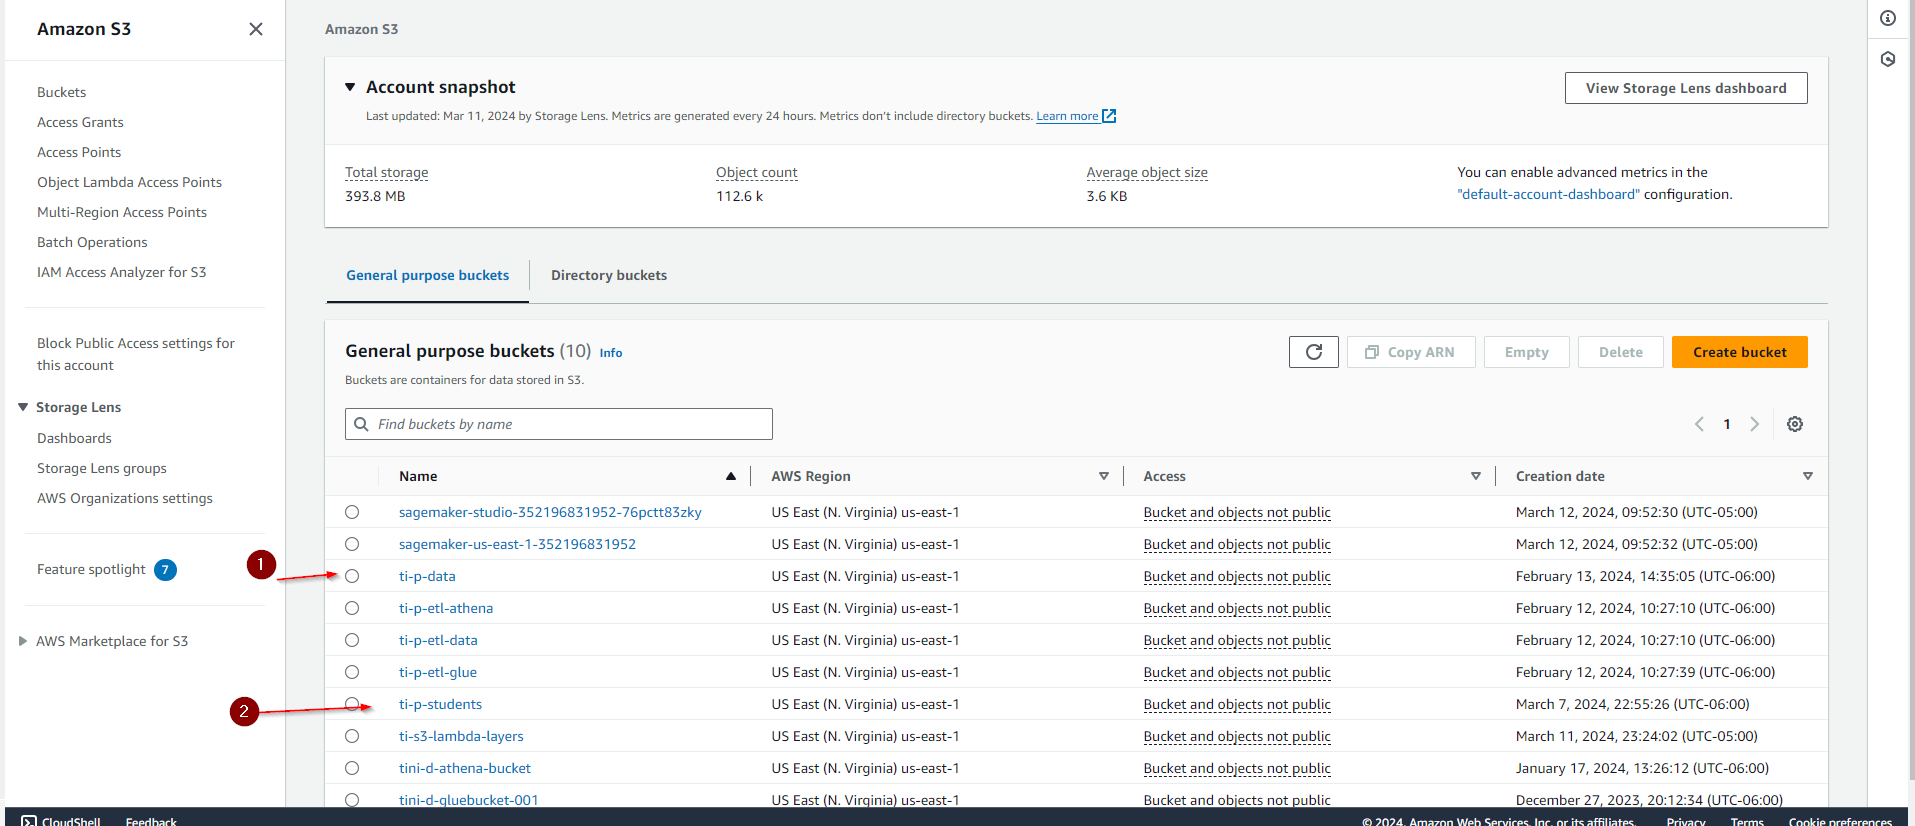 Amazon S3
Buckets
Access Grants
Access Points
Object Lambda Access Points
Multi-Region Access Points
Batch Operations
IAM Access Analyzer for S3
Block Public Access settings for
this account
Storage Lens
Dashboards
Storage Lens groups
AWS Organizations settings
Feature spotlight 7
AWS Marketplace for S3
Amazon S3
Account snapshot
View Storage Lens dashboard
Last updated: Mar 11, 2024 by Storage Lens. Metrics are generated every 24 hours. Metrics don't include directory buckets. Learn more
Total storage
393.8 MB
Object count
112.6 k
Average object size
3.6 KB
You can enable advanced metrics in the
"default-account-dashboard" configuration.
General purpose buckets Directory buckets
General purpose buckets (10) Info
Buckets are containers for data stored in S3.
Copy ARN Empty Delete Create bucket
Find buckets by name
1
Name AWS Region Access Creation date
sagemaker-studio-352196831952-76pctt83zky US East (N. Virginia) us-east-1 Bucket and objects not public March 12, 2024, 09:52:30 (UTC-05:00)
sagemaker-us-east-1-352196831952 US East (N. Virginia) us-east-1 Bucket and objects not public March 12, 2024, 09:52:32 (UTC-05:00)
1
ti-p-data US East (N. Virginia) us-east-1 Bucket and objects not public February 13, 2024, 14:35:05 (UTC-06:00)
ti-p-etl-athena US East (N. Virginia) us-east-1 Bucket and objects not public February 12, 2024, 10:27:10 (UTC-06:00)
ti-p-etl-data US East (N. Virginia) us-east-1 Bucket and objects not public February 12, 2024, 10:27:10 (UTC-06:00)
ti-p-etl-glue US East (N. Virginia) us-east-1 Bucket and objects not public February 12, 2024, 10:27:39 (UTC-06:00)
2
ti-p-students US East (N. Virginia) us-east-1 Bucket and objects not public March 7, 2024, 22:55:26 (UTC-06:00)
ti-s3-lambda-layers US East (N. Virginia) us-east-1 Bucket and objects not public March 11, 2024, 23:24:02 (UTC-05:00)
tini-d-athena-bucket US East (N. Virginia) us-east-1 Bucket and objects not public January 17, 2024, 13:26:12 (UTC-06:00)
tini-d-gluebucket-001 US East (N. Virginia) us-east-1 Bucket and objects not public December 27, 2023, 20:12:34 (UTC-06:00)
CloudShell Feedback © 2024, Amazon Web Services, Inc. or its affiliates. Privacy Terms Cookie preferences